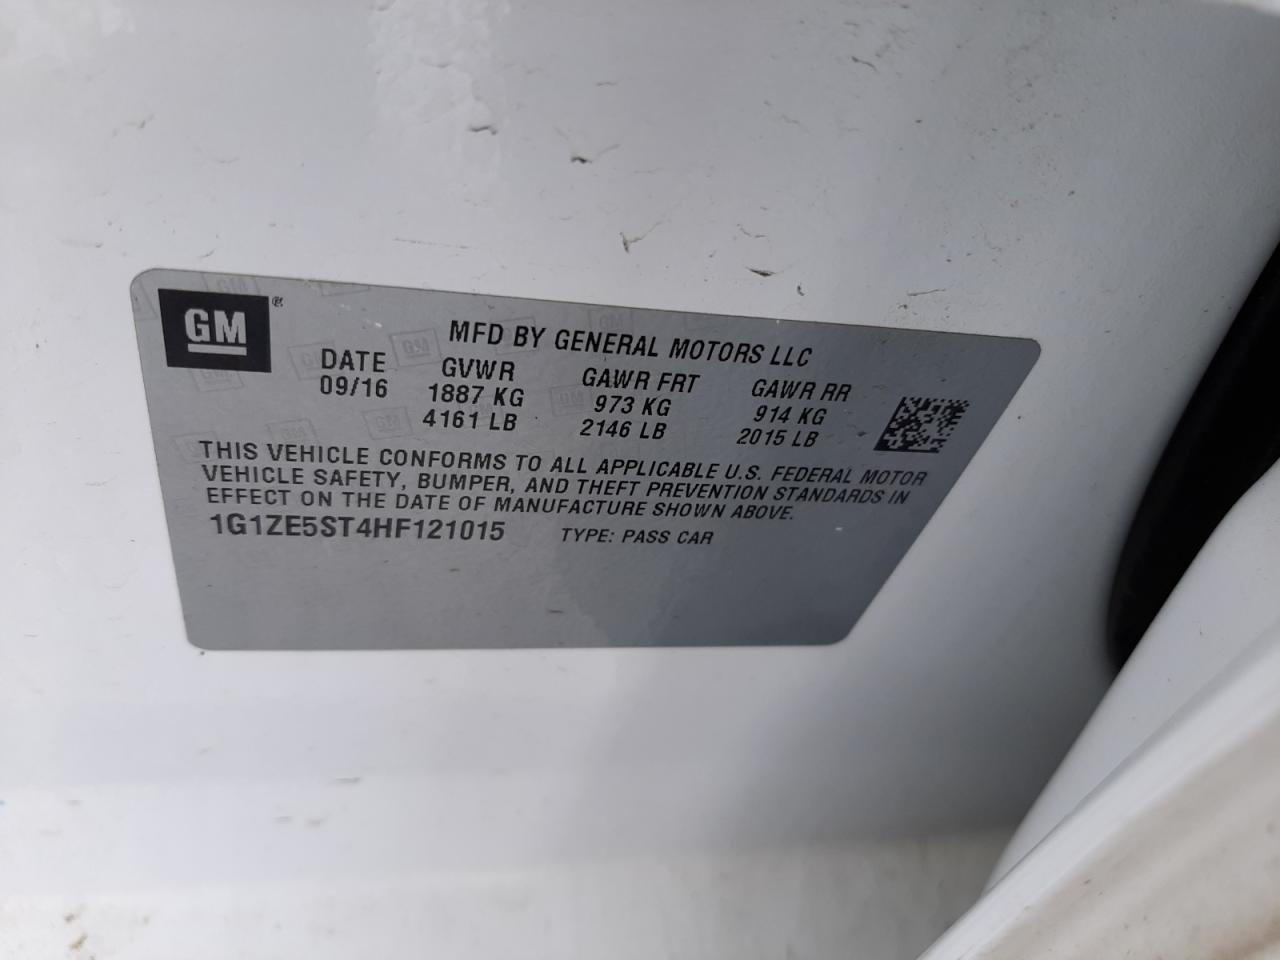 GM ®
MFD BY GENERAL MOTORS LLC
DATE GVWR GAWR FRT GAWR RR
09/16 1887 KG 973 KG 914 KG
4161 LB 2146 LB 2015 LB
THIS VEHICLE CONFORMS TO ALL APPLICABLE U.S. FEDERAL MOTOR
VEHICLE SAFETY, BUMPER, AND THEFT PREVENTION STANDARDS IN
EFFECT ON THE DATE OF MANUFACTURE SHOWN ABOVE.
1G1ZE5ST4HF121015 TYPE: PASS CAR